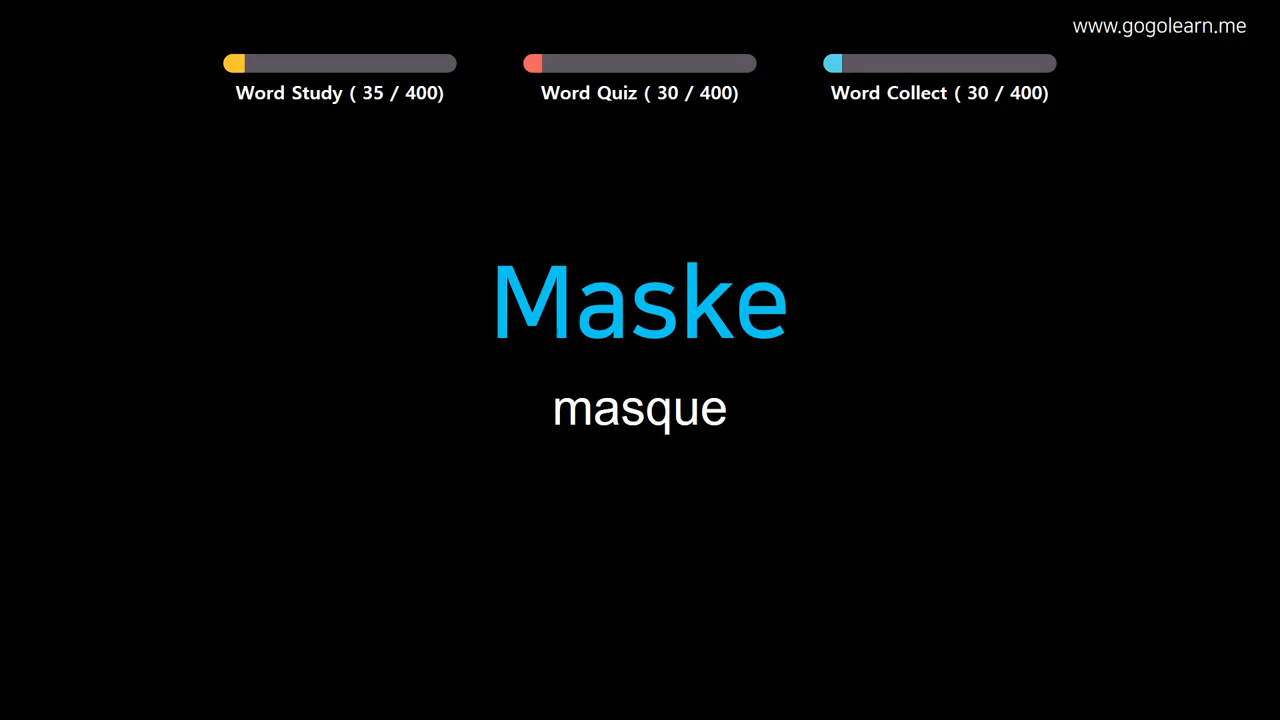 www.gogolearn.me
Word Study ( 35 / 400)
Word Quiz ( 30 / 400)
Word Collect ( 30 / 400)
Maske
masque